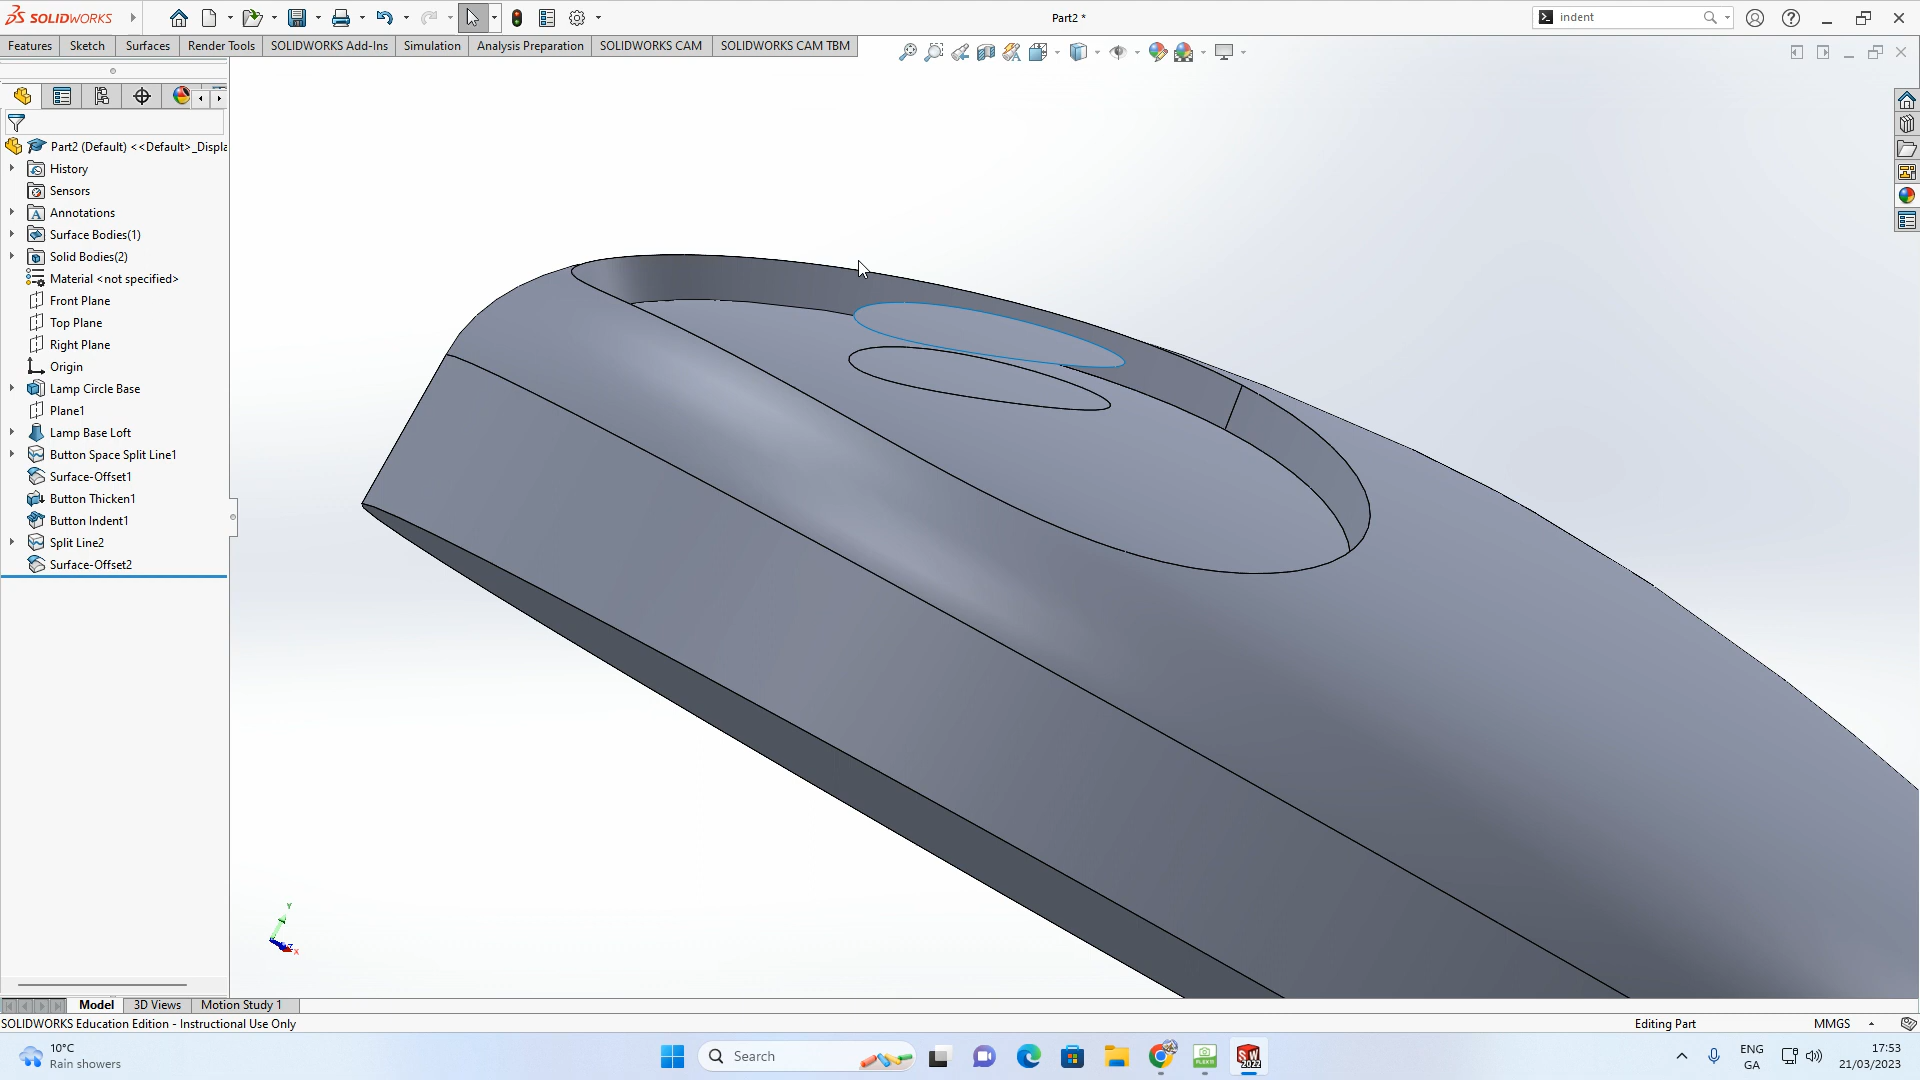 SOLIDWORKS
Part2 *
indent
Features
Sketch
Surfaces
Render Tools
SOLIDWORKS Add-Ins
Simulation
Analysis Preparation
SOLIDWORKS CAM
SOLIDWORKS CAM TBM
Part2 (Default) <<Default>_Displa
History
Sensors
Annotations
Surface Bodies(1)
Solid Bodies(2)
Material <not specified>
Front Plane
Top Plane
Right Plane
Origin
Lamp Circle Base
Plane1
Lamp Base Loft
Button Space Split Line1
Surface-Offset1
Button Thicken1
Button Indent1
Split Line2
Surface-Offset2
Y
Z
X
Model
3D Views
Motion Study 1
SOLIDWORKS Education Edition - Instructional Use Only
Editing Part
MMGS
10°C
Rain showers
Search
ENG
GA
17:53
21/03/2023